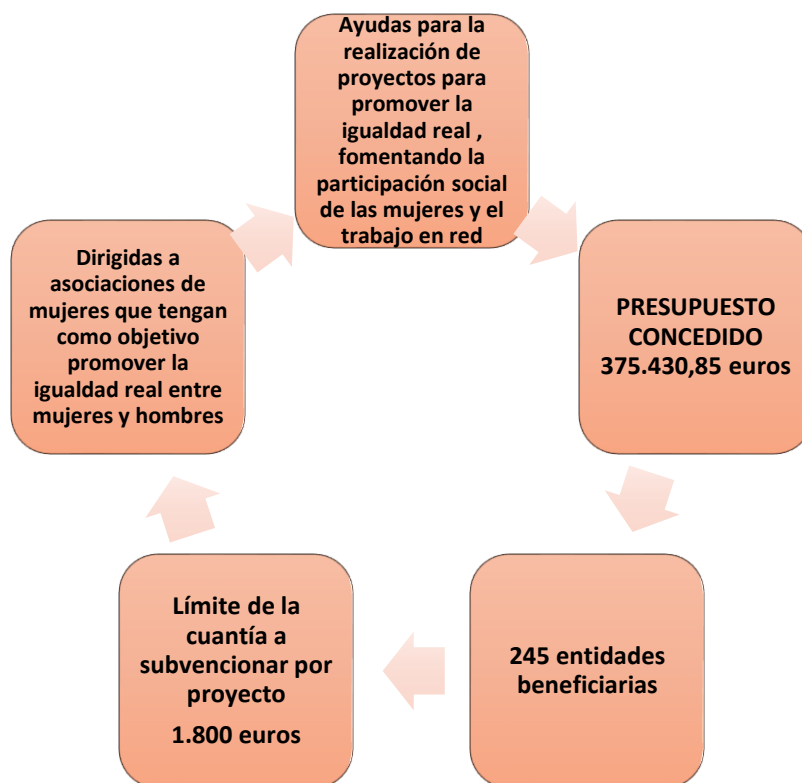 Ayudas para la
realización de
proyectos para
promover la
igualdad real ,
fomentando la
participación social
de las mujeres y el
trabajo en red
PRESUPUESTO
CONCEDIDO
375.430,85 euros
245 entidades
beneficiarias
Límite de la
cuantía a
subvencionar por
proyecto
1.800 euros
Dirigidas a
asociaciones de
mujeres que tengan
como objetivo
promover la
igualdad real entre
mujeres y hombres